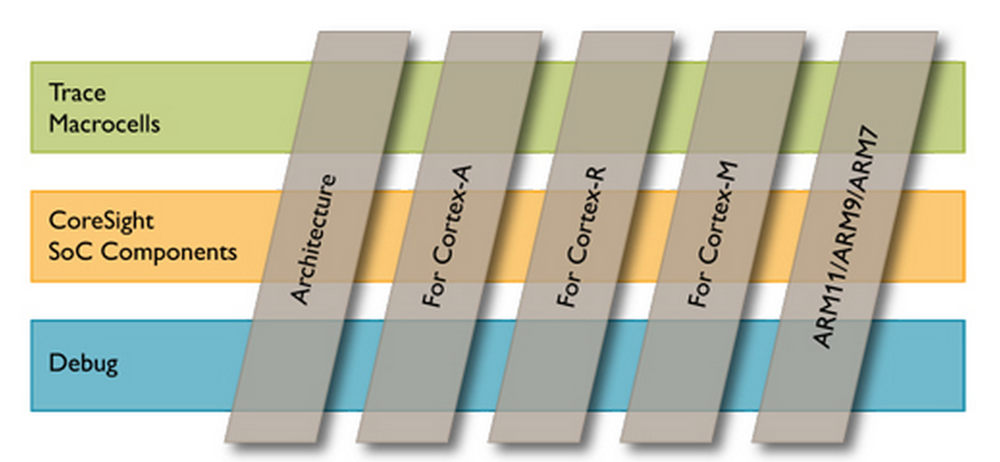 Trace
Macrocells
CoreSight
SoC Components
Debug
Architecture
For Cortex-A
For Cortex-R
For Cortex-M
ARM11/ARM9/ARM7